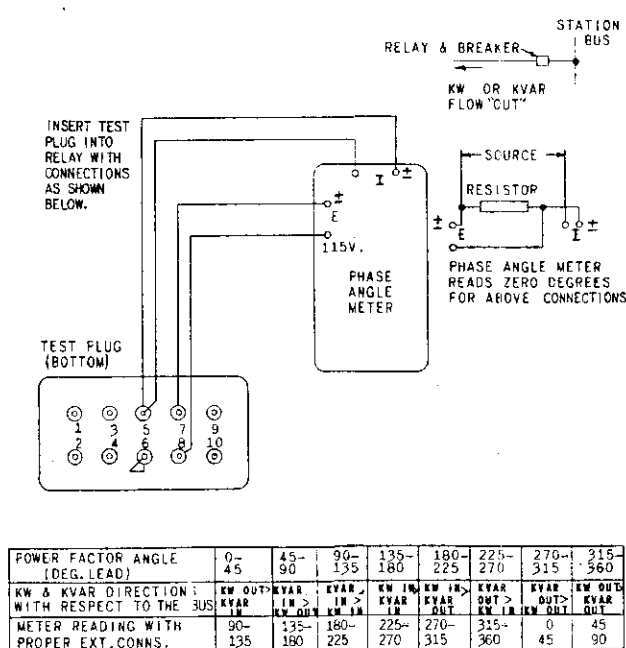 STATION
BUS
RELAY & BREAKER
KW OR KVAR
FLOW "OUT"
INSERT TEST
PLUG INTO
RELAY WITH
CONNECTIONS
AS SHOWN
BELOW.
I ±
± E
115V.
PHASE
ANGLE
METER
SOURCE
RESISTOR
± E
I ±
PHASE ANGLE METER
READS ZERO DEGREES
FOR ABOVE CONNECTIONS
TEST PLUG
(BOTTOM)
1 3 5 7 9
2 4 6 8 10
POWER FACTOR ANGLE 0- 45- 90- 135- 180- 225- 270- 315-
(DEG. LEAD) 45 90 135 180 225 270 315 360
KW & KVAR DIRECTION KW OUT> KVAR KVAR KW IN> KW IN> KVAR KVAR KW OUT>
WITH RESPECT TO THE BUS KVAR IN > IN > KVAR KVAR OUT > OUT> KVAR
IN KW OUT KW IN IN OUT KW IN KW OUT OUT
METER READING WITH 90- 135- 180- 225- 270- 315- 0 45
PROPER EXT. CONNS. 135 180 225 270 315 360 45 90